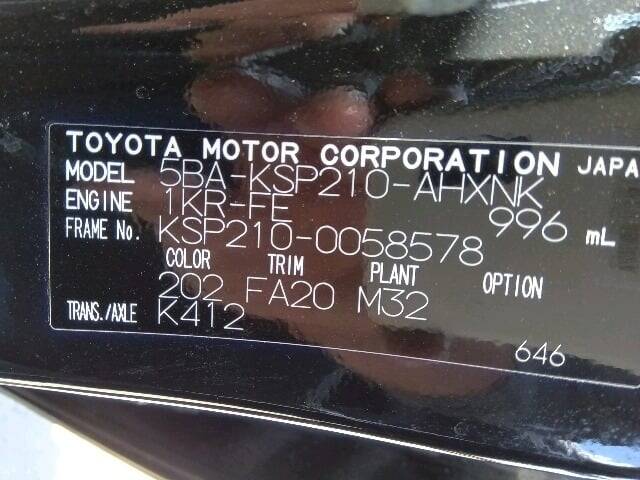 TOYOTA MOTOR CORPORATION JAPA
MODEL 5BA-KSP210-AHXNK
ENGINE 1KR-FE 996 mL
FRAME No. KSP210-0058578
COLOR TRIM PLANT OPTION
202 FA20 M32
TRANS./AXLE K412
646